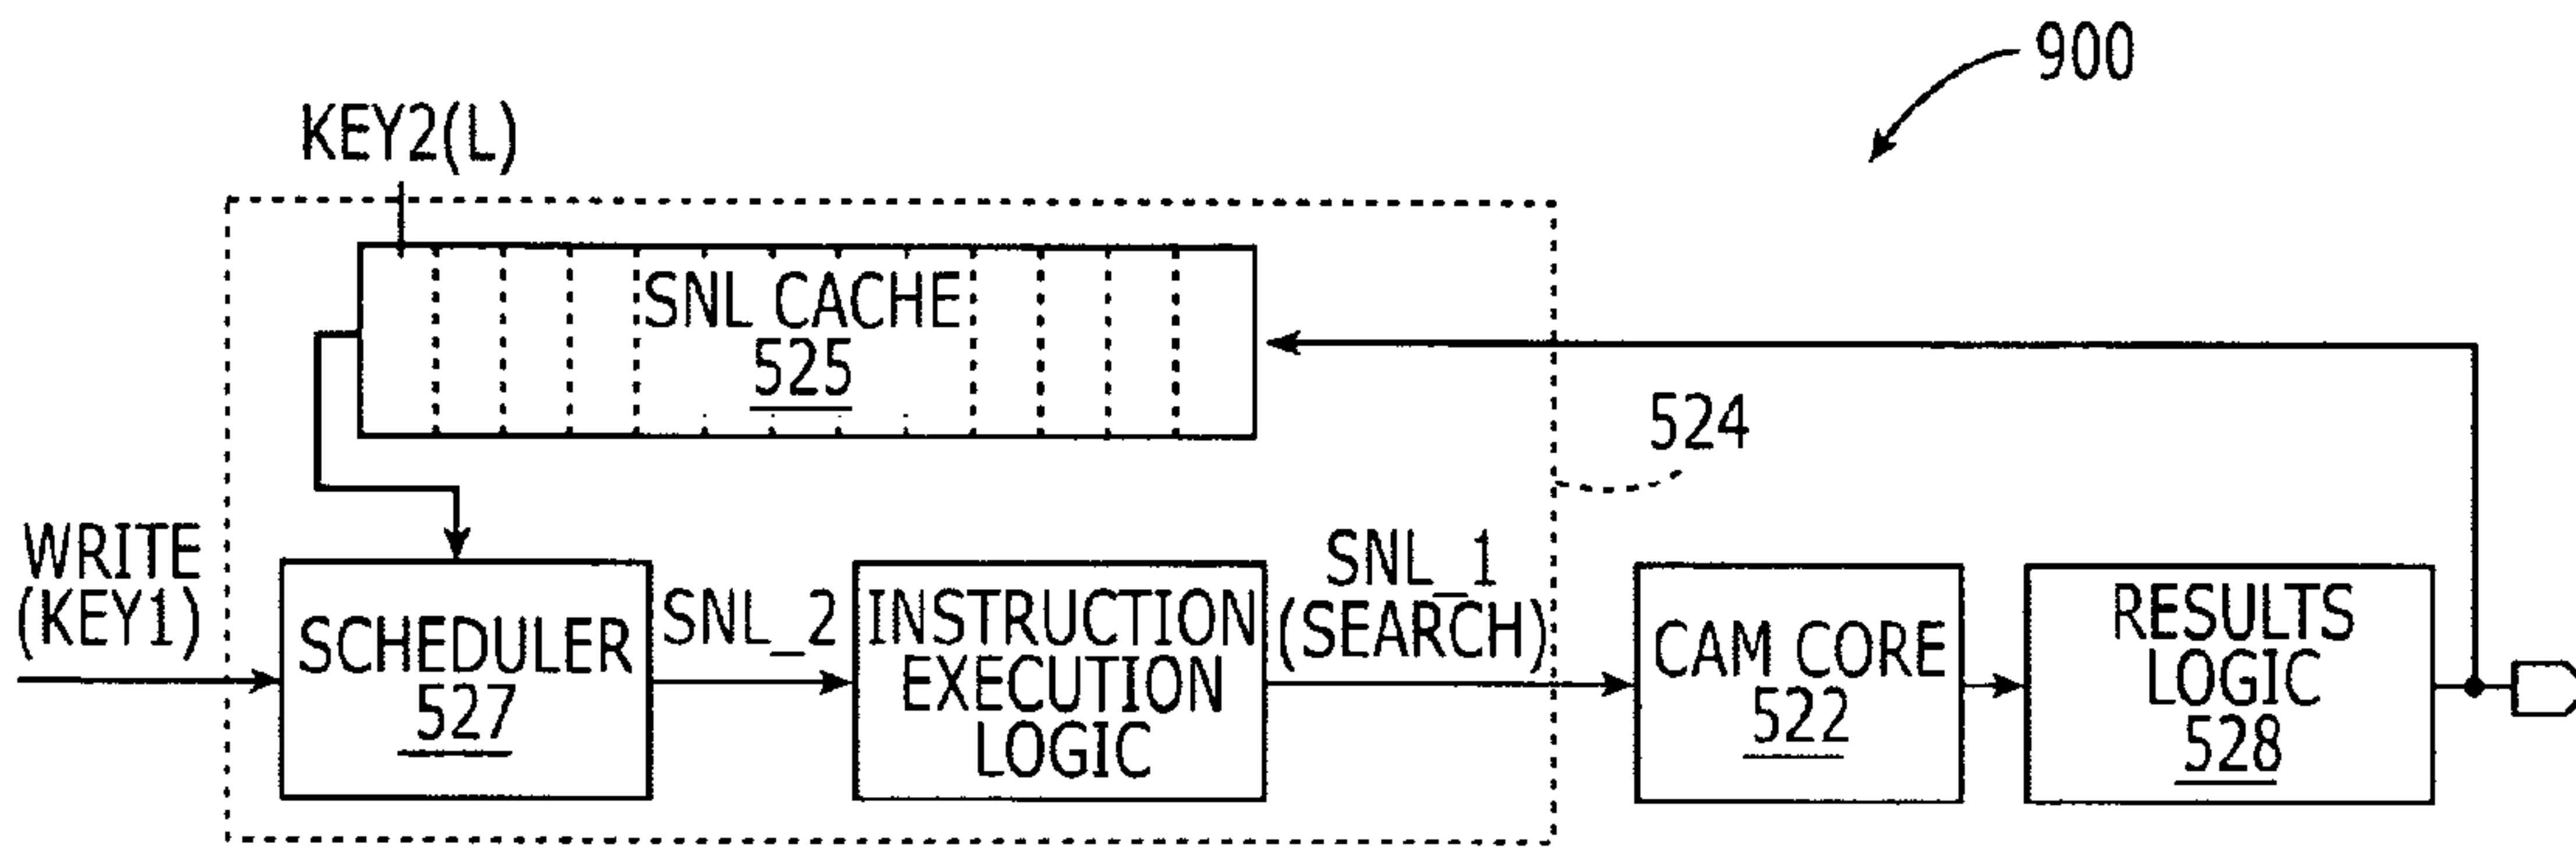 900
KEY2(L)
SNL CACHE
525
524
WRITE
(KEY1)
SCHEDULER
527
SNL_2
INSTRUCTION
EXECUTION
LOGIC
SNL_1
(SEARCH)
CAM CORE
522
RESULTS
LOGIC
528